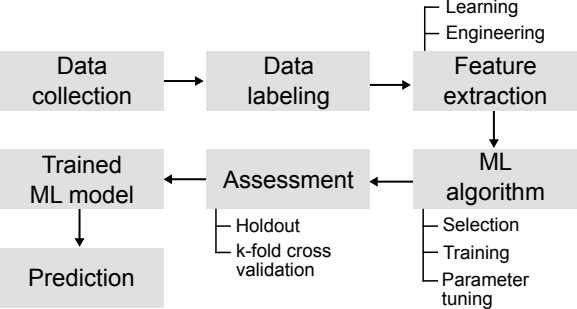 Learning
Engineering
Data
collection
Data
labeling
Feature
extraction
Trained
ML model
Assessment
ML
algorithm
Holdout
k-fold cross
validation
Selection
Training
Parameter
tuning
Prediction